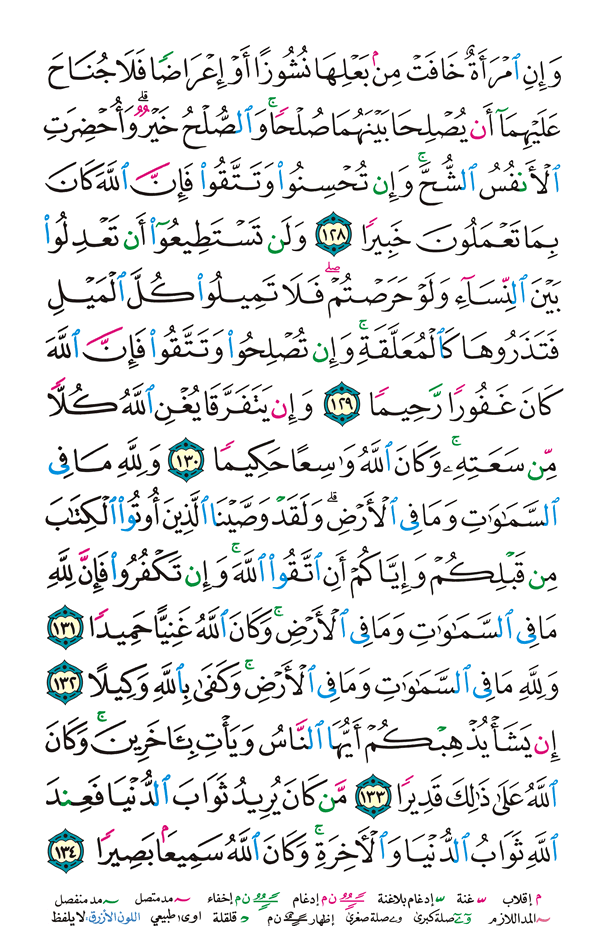 وَإِنِ ٱمۡرَأَةٌ خَافَتۡ مِنۢ بَعۡلِهَا نُشُوزًا أَوۡ إِعۡرَاضٗا فَلَا جُنَاحَ
عَلَيۡهِمَآ أَن يُصۡلِحَا بَيۡنَهُمَا صُلۡحٗاۚ وَٱلصُّلۡحُ خَيۡرٞۗ وَأُحۡضِرَتِ
ٱلۡأَنفُسُ ٱلشُّحَّۚ وَإِن تُحۡسِنُواْ وَتَتَّقُواْ فَإِنَّ ٱللَّهَ كَانَ
بِمَا تَعۡمَلُونَ خَبِيرٗا ١٢٨ وَلَن تَسۡتَطِيعُوٓاْ أَن تَعۡدِلُواْ
بَيۡنَ ٱلنِّسَآءِ وَلَوۡ حَرَصۡتُمۡۖ فَلَا تَمِيلُواْ كُلَّ ٱلۡمَيۡلِ
فَتَذَرُوهَا كَٱلۡمُعَلَّقَةِۚ وَإِن تُصۡلِحُواْ وَتَتَّقُواْ فَإِنَّ ٱللَّهَ
كَانَ غَفُورٗا رَّحِيمٗا ١٢٩ وَإِن يَتَفَرَّقَا يُغۡنِ ٱللَّهُ كُلّٗا
مِّن سَعَتِهِۦۚ وَكَانَ ٱللَّهُ وَٰسِعًا حَكِيمٗا ١٣٠ وَلِلَّهِ مَا فِي
ٱلسَّمَٰوَٰتِ وَمَا فِي ٱلۡأَرۡضِۗ وَلَقَدۡ وَصَّيۡنَا ٱلَّذِينَ أُوتُواْ ٱلۡكِتَٰبَ
مِن قَبۡلِكُمۡ وَإِيَّاكُمۡ أَنِ ٱتَّقُواْ ٱللَّهَۚ وَإِن تَكۡفُرُواْ فَإِنَّ لِلَّهِ
مَا فِي ٱلسَّمَٰوَٰتِ وَمَا فِي ٱلۡأَرۡضِۚ وَكَانَ ٱللَّهُ غَنِيًّا حَمِيدٗا ١٣١
وَلِلَّهِ مَا فِي ٱلسَّمَٰوَٰتِ وَمَا فِي ٱلۡأَرۡضِۚ وَكَفَىٰ بِٱللَّهِ وَكِيلًا ١٣٢
إِن يَشَأۡ يُذۡهِبۡكُمۡ أَيُّهَا ٱلنَّاسُ وَيَأۡتِ بِـَٔاخَرِينَۚ وَكَانَ
ٱللَّهُ عَلَىٰ ذَٰلِكَ قَدِيرٗا ١٣٣ مَّن كَانَ يُرِيدُ ثَوَابَ ٱلدُّنۡيَا فَعِندَ
ٱللَّهِ ثَوَابُ ٱلدُّنۡيَا وَٱلۡأٓخِرَةِۚ وَكَانَ ٱللَّهُ سَمِيعَۢا بَصِيرٗا ١٣٤
م إقلاب غنة إدغام بلاغنة ن م إدغام ن م إخفاء مد متصل مد منفصل
المد اللازم صلة كبرى صلة صغرى إظهار ن م قلقلة اوى: طبيعي اللون الأزرق: لا يلفظ